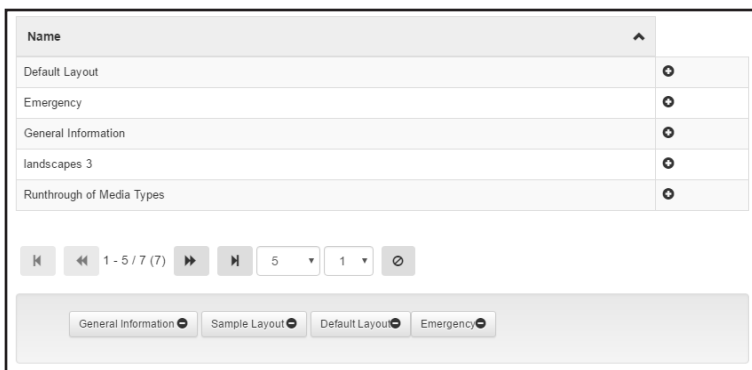 Name
Default Layout
Emergency
General Information
landscapes 3
Runthrough of Media Types
1 - 5 / 7 (7) 5 1
General Information Sample Layout Default Layout Emergency